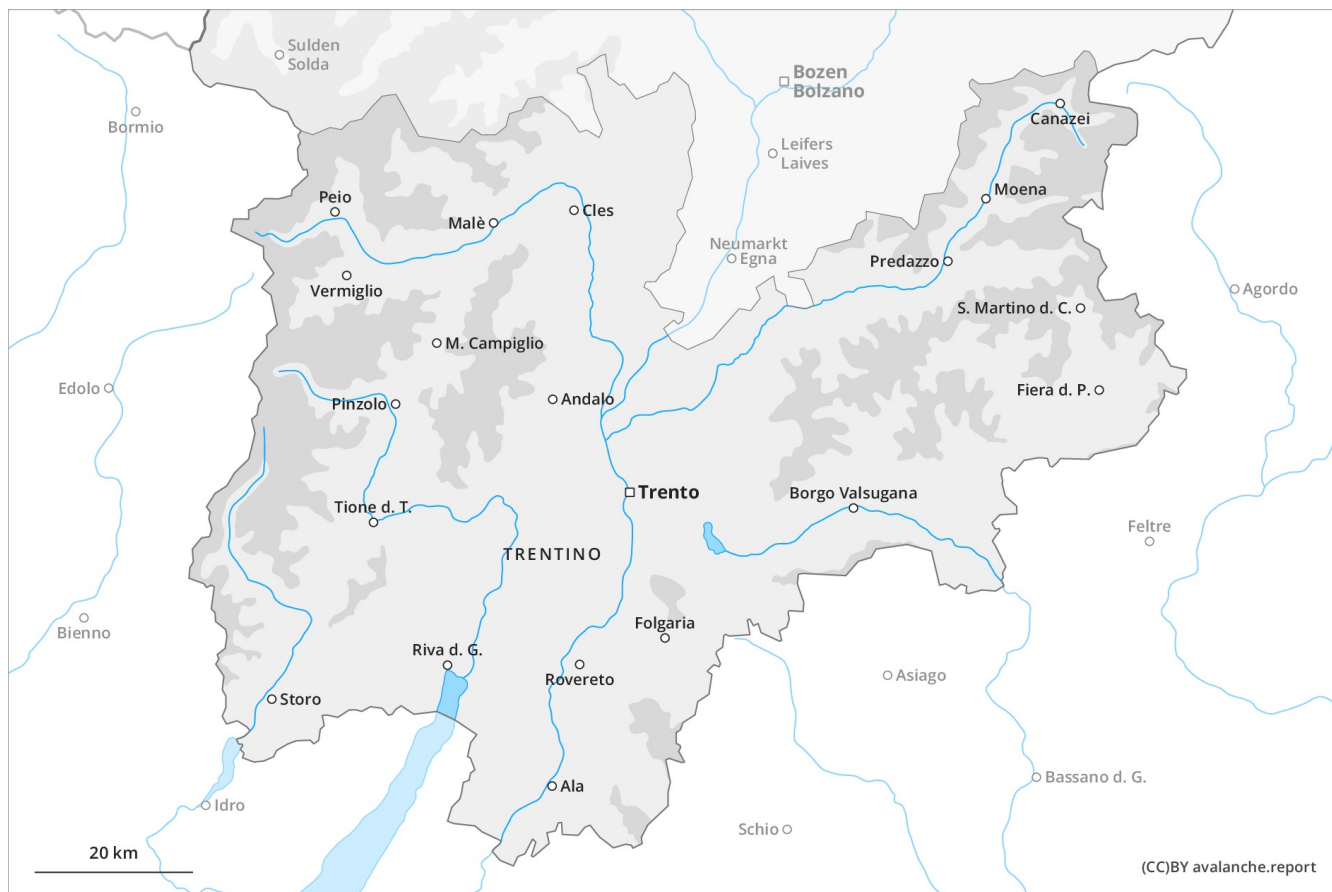 Sulden
Solda
Bozen
Bolzano
Bormio
Canazei
Leifers
Laives
Peio
Moena
Malè
Cles
Neumarkt
Egna
Predazzo
Vermiglio
Agordo
S. Martino d. C.
M. Campiglio
Edolo
Fiera d. P.
Pinzolo
Andalo
Trento
Borgo Valsugana
Tione d. T.
Feltre
TRENTINO
Bienno
Folgaria
Riva d. G.
Rovereto
Asiago
Storo
Bassano d. G.
Ala
Idro
Schio
20 km
(CC)BY avalanche.report